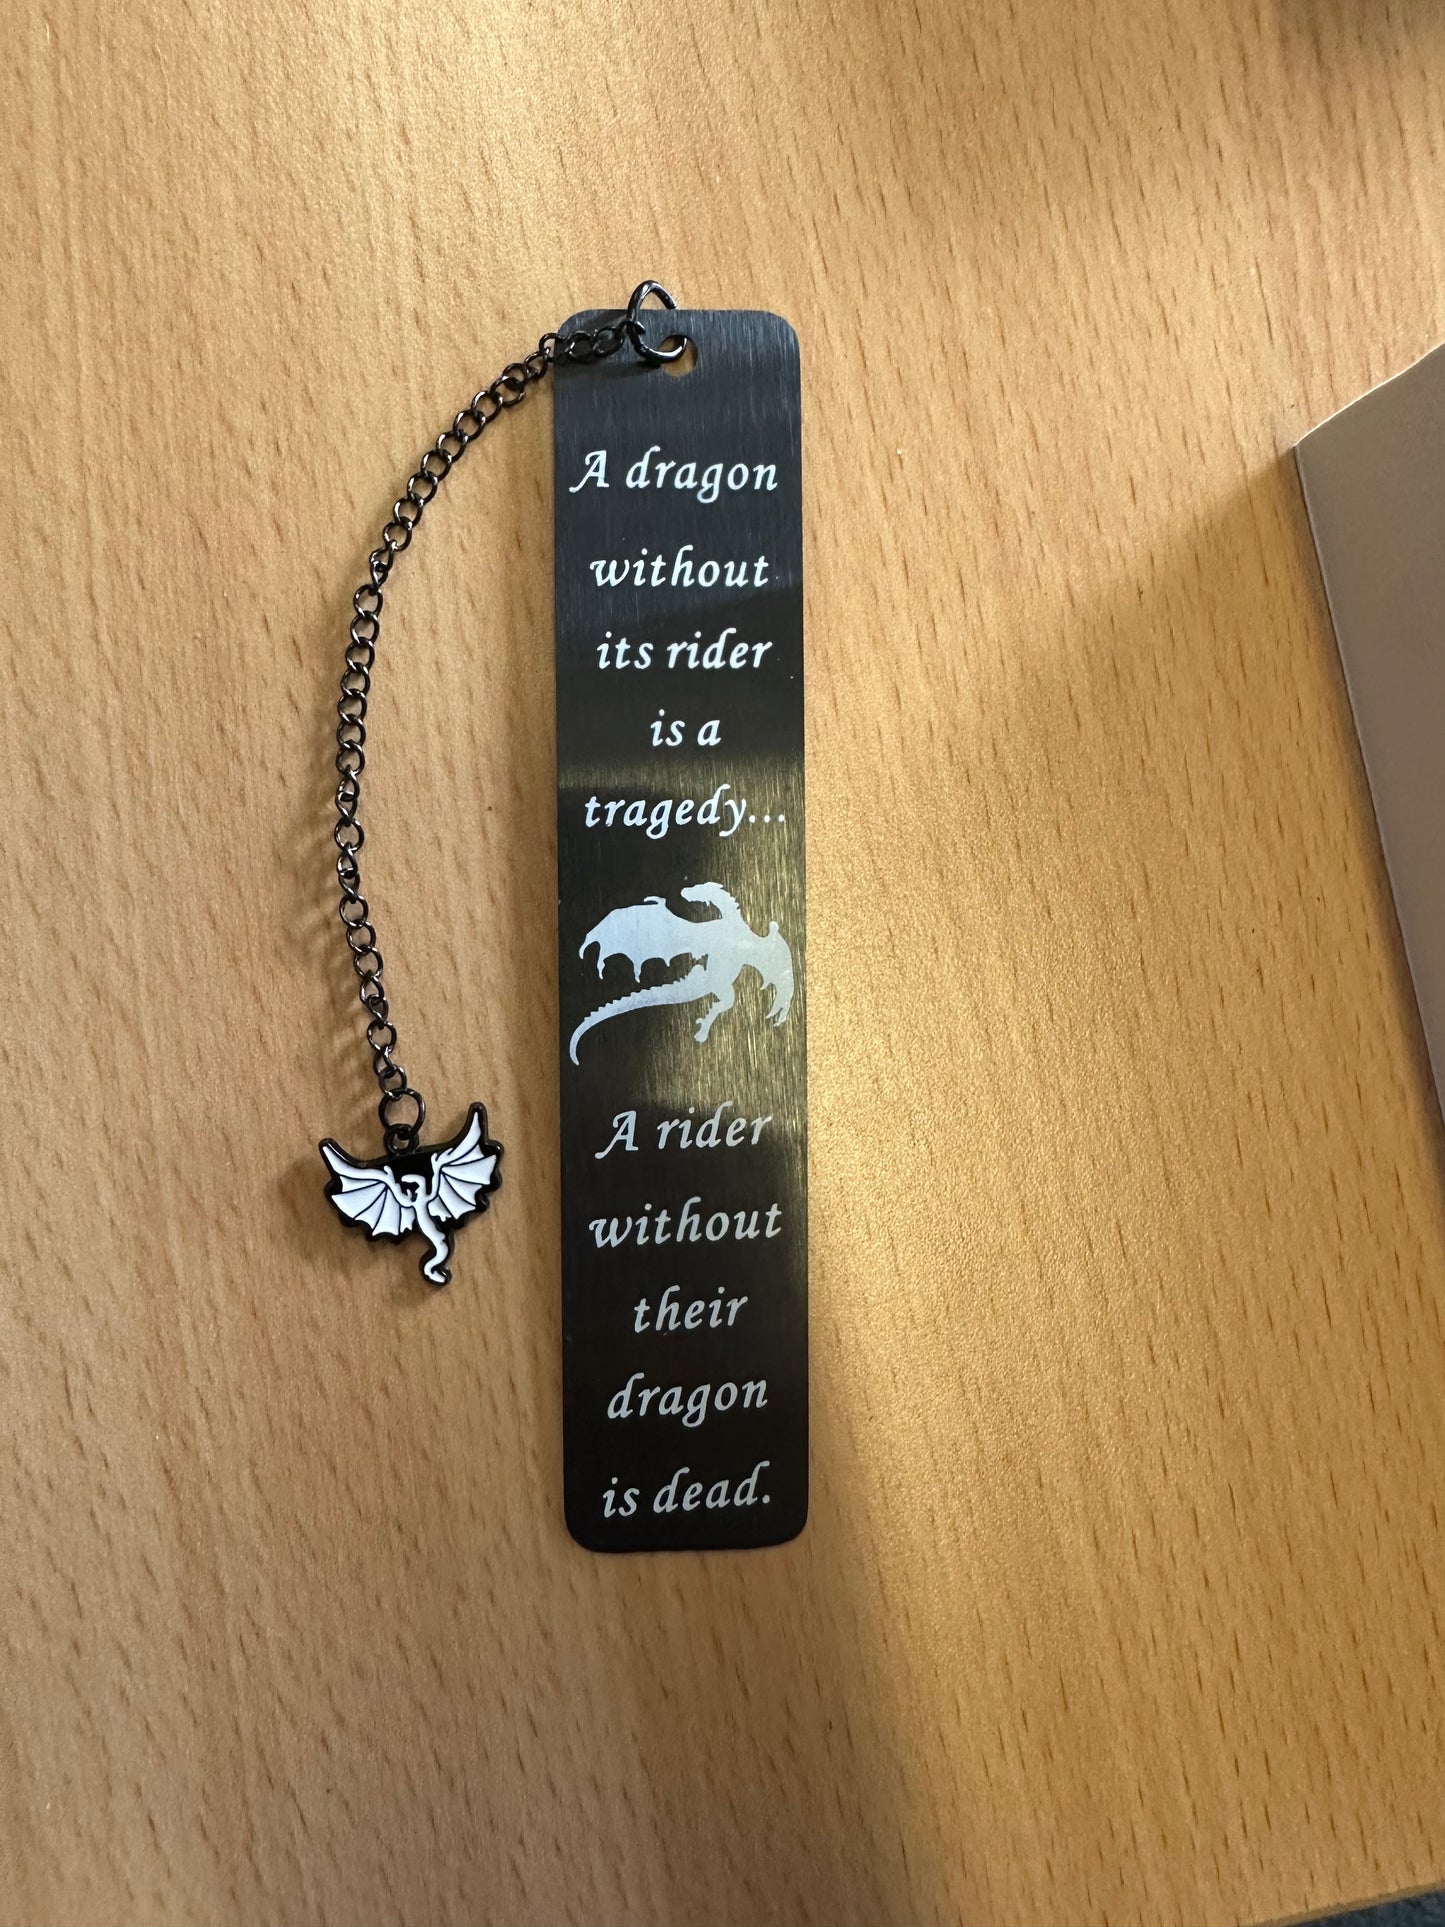 A dragon
without
its rider
is a
tragedy...
A rider
without
their
dragon
is dead.